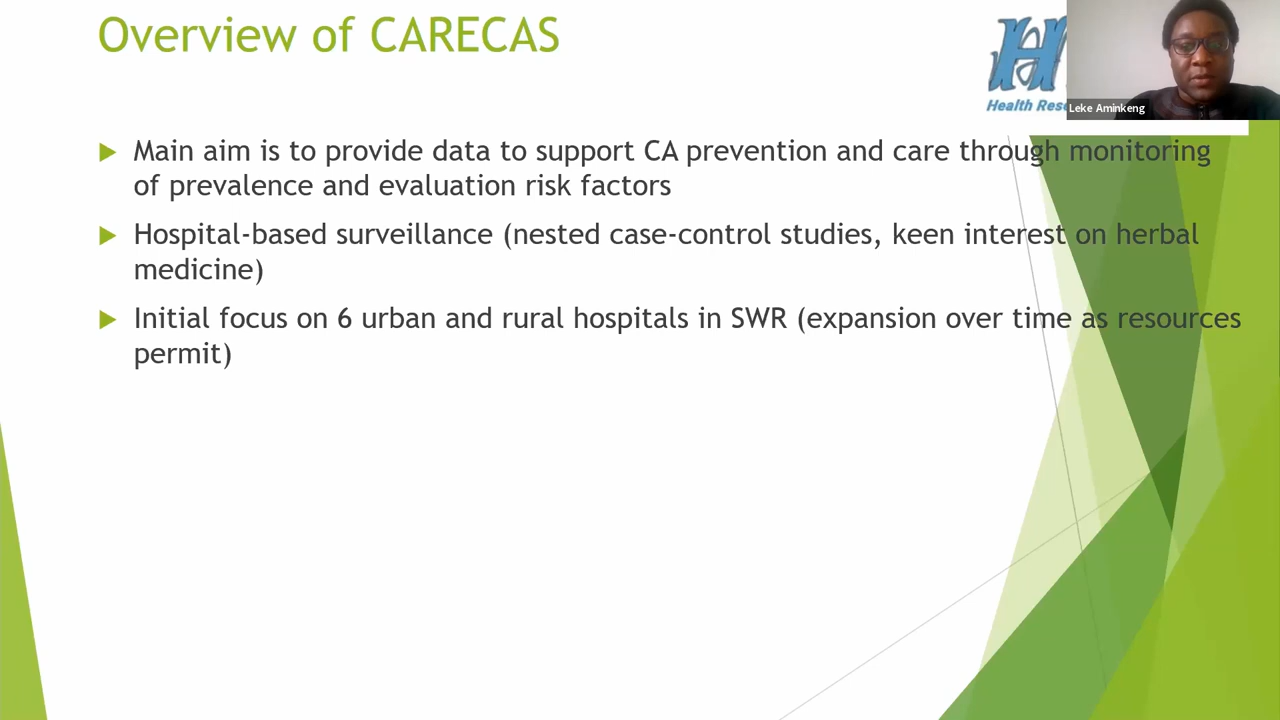 Overview of CARECAS
Health
Leke Aminkeng
Main aim is to provide data to support CA prevention and care through monitoring
of prevalence and evaluation risk factors
Hospital-based surveillance (nested case-control studies, keen interest on herbal
medicine)
Initial focus on 6 urban and rural hospitals in SWR (expansion over time as resources
permit)